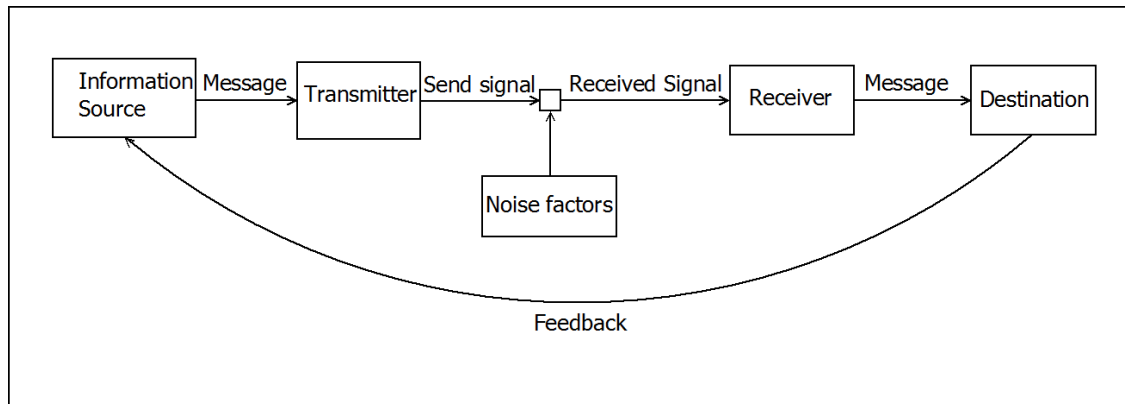 Information
Source
Message
Transmitter
Send signal
Received Signal
Receiver
Message
Destination
Noise factors
Feedback